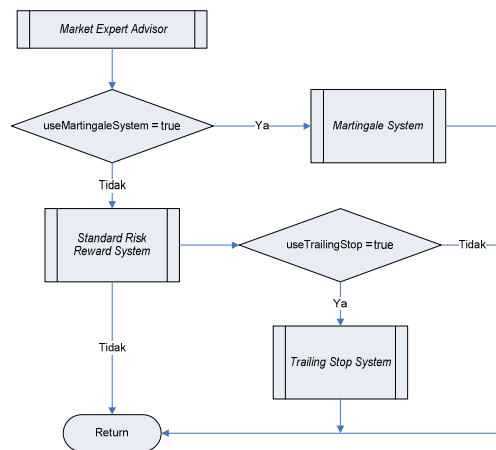 Market Expert Advisor
useMartingaleSystem = true
Ya
Martingale System
Tidak
Standard Risk
Reward System
useTrailingStop = true
Tidak
Ya
Tidak
Trailing Stop System
Return